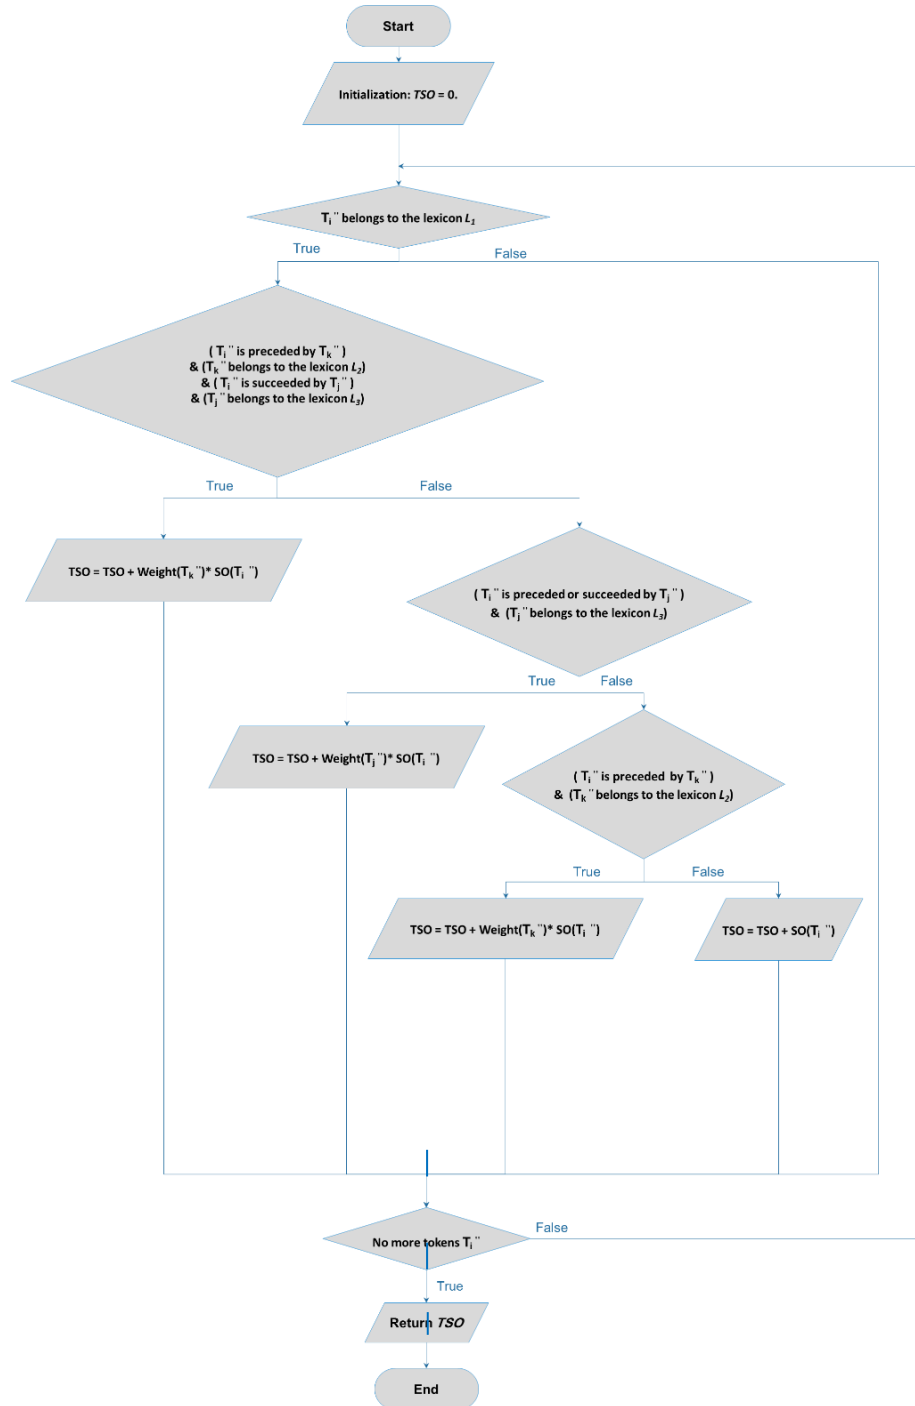 Start
Initialization: TSO = 0.
Tᵢ¨ belongs to the lexicon L₁
True
False
( Tᵢ¨ is preceded by Tₖ¨ )
& (Tₖ¨ belongs to the lexicon L₂)
& ( Tᵢ¨ is succeeded by Tⱼ¨ )
& (Tⱼ¨ belongs to the lexicon L₃)
True
False
TSO = TSO + Weight(Tₖ¨)* SO(Tᵢ¨)
( Tᵢ¨ is preceded or succeeded by Tⱼ¨ )
& (Tⱼ¨ belongs to the lexicon L₃)
True
False
TSO = TSO + Weight(Tⱼ¨)* SO(Tᵢ¨)
( Tᵢ¨ is preceded by Tₖ¨ )
& (Tₖ¨ belongs to the lexicon L₂)
True
False
TSO = TSO + Weight(Tₖ¨)* SO(Tᵢ¨)
TSO = TSO + SO(Tᵢ¨)
No more tokens Tᵢ¨
False
True
Return TSO
End